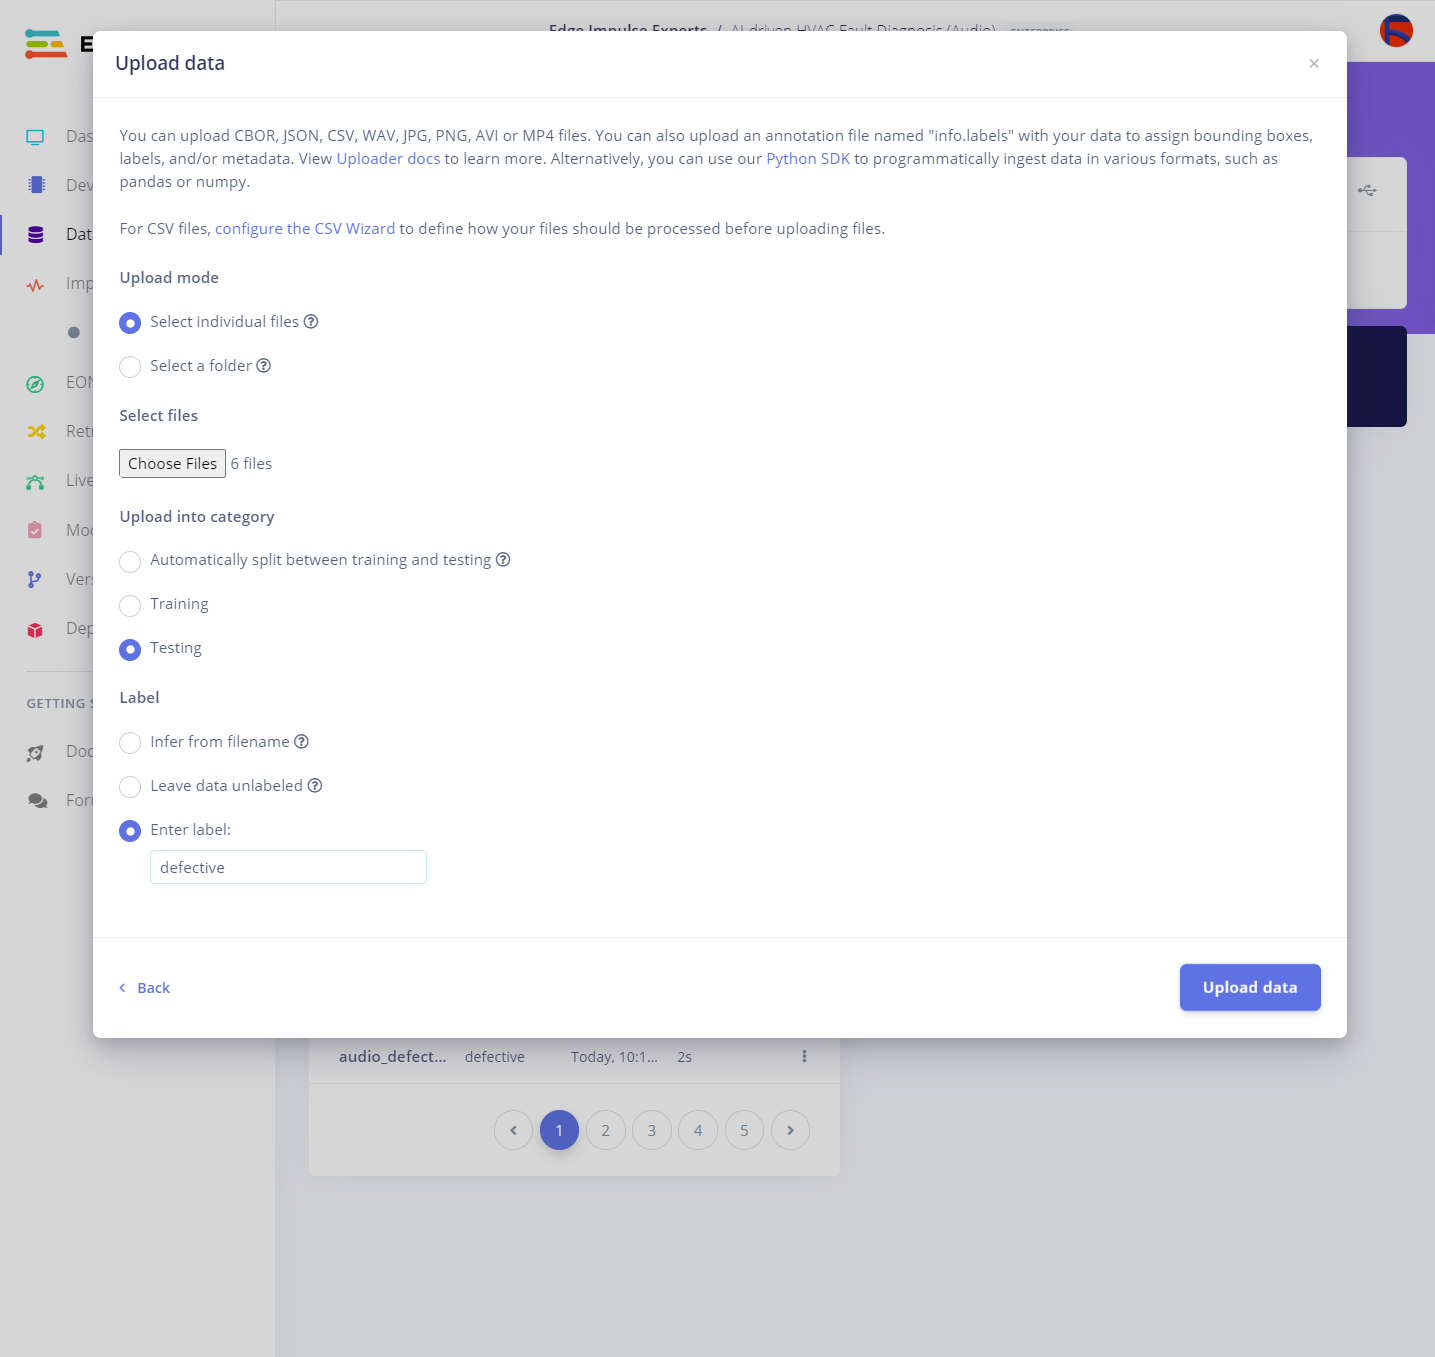 E
Edge Impulse Experts / AI-driven HVAC Fault Diagnosis (Audio) ENTERPRISE
Upload data ×
You can upload CBOR, JSON, CSV, WAV, JPG, PNG, AVI or MP4 files. You can also upload an annotation file named "info.labels" with your data to assign bounding boxes,
labels, and/or metadata. View Uploader docs to learn more. Alternatively, you can use our Python SDK to programmatically ingest data in various formats, such as
pandas or numpy.
For CSV files, configure the CSV Wizard to define how your files should be processed before uploading files.
Upload mode
Select individual files ?
Select a folder ?
Select files
Choose Files 6 files
Upload into category
Automatically split between training and testing ?
Training
Testing
Label
Infer from filename ?
Leave data unlabeled ?
Enter label:
defective
< Back
Upload data
Das
Dev
Dat
Imp
EON
Retr
Live
Mod
Vers
Dep
GETTING S
Doc
For
audio_defect... defective Today, 10:1... 2s
1 2 3 4 5